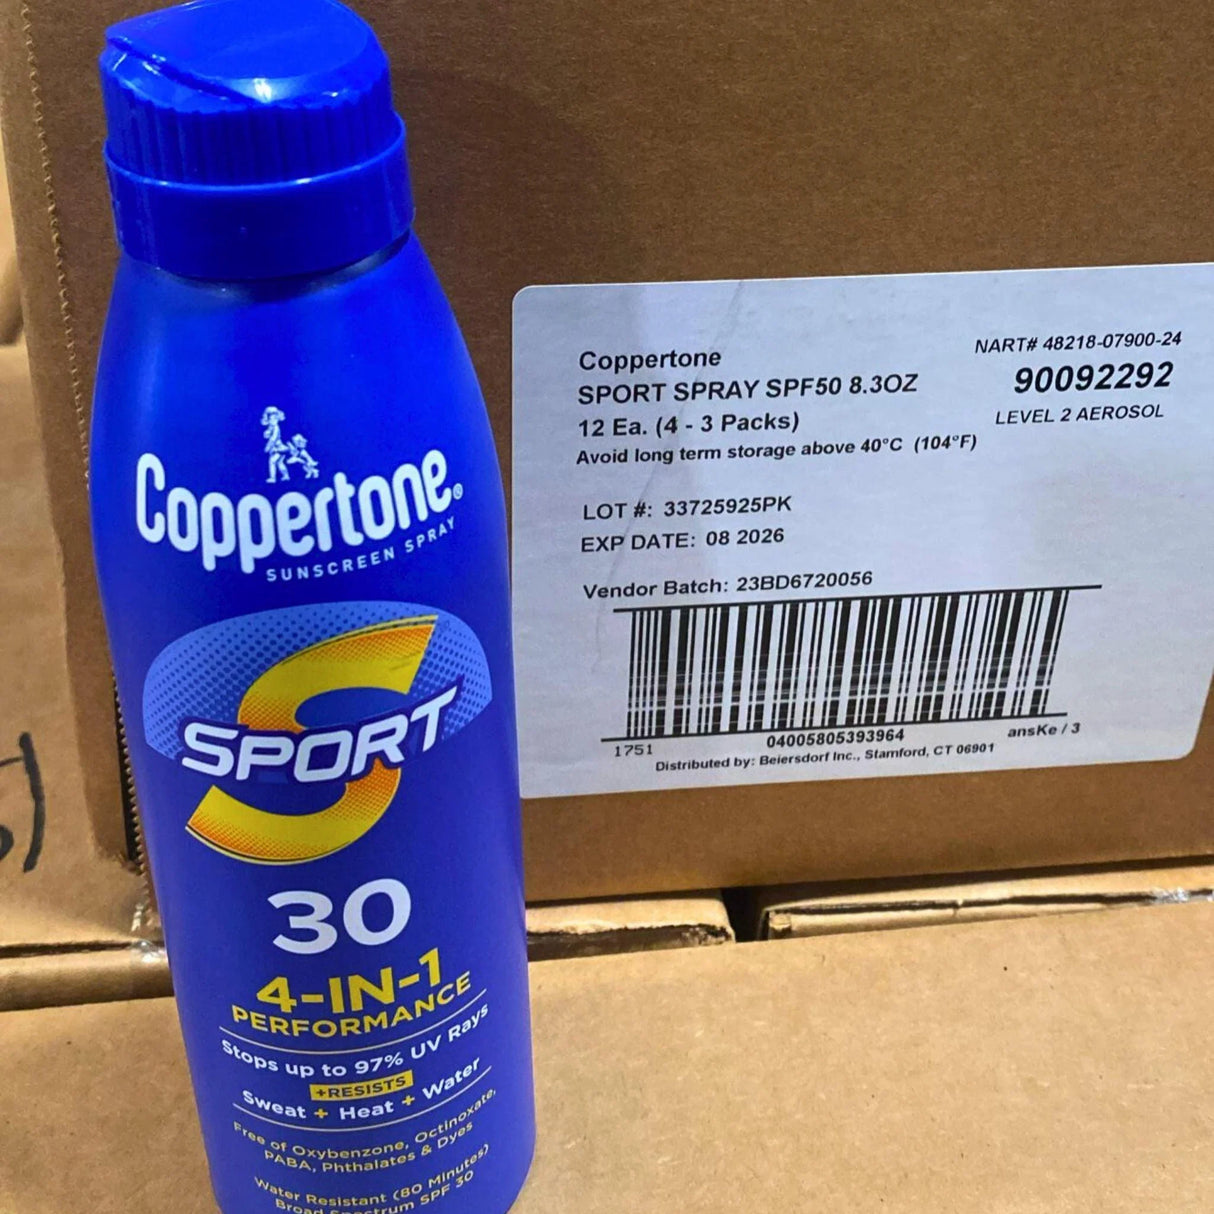 Coppertone®
SUNSCREEN SPRAY
SPORT
30
4-IN-1
PERFORMANCE
Stops up to 97% UV Rays
+RESISTS
Sweat + Heat + Water
Free of Oxybenzone, Octinoxate,
PABA, Phthalates & Dyes
Water Resistant (80 Minutes)
Broad Spectrum SPF 30
Coppertone
SPORT SPRAY SPF50 8.3OZ
12 Ea. (4 - 3 Packs)
Avoid long term storage above 40°C (104°F)
NART# 48218-07900-24
90092292
LEVEL 2 AEROSOL
LOT #: 33725925PK
EXP DATE: 08 2026
Vendor Batch: 23BD6720056
1751
04005805393964
ansKe / 3
Distributed by: Beiersdorf Inc., Stamford, CT 06901